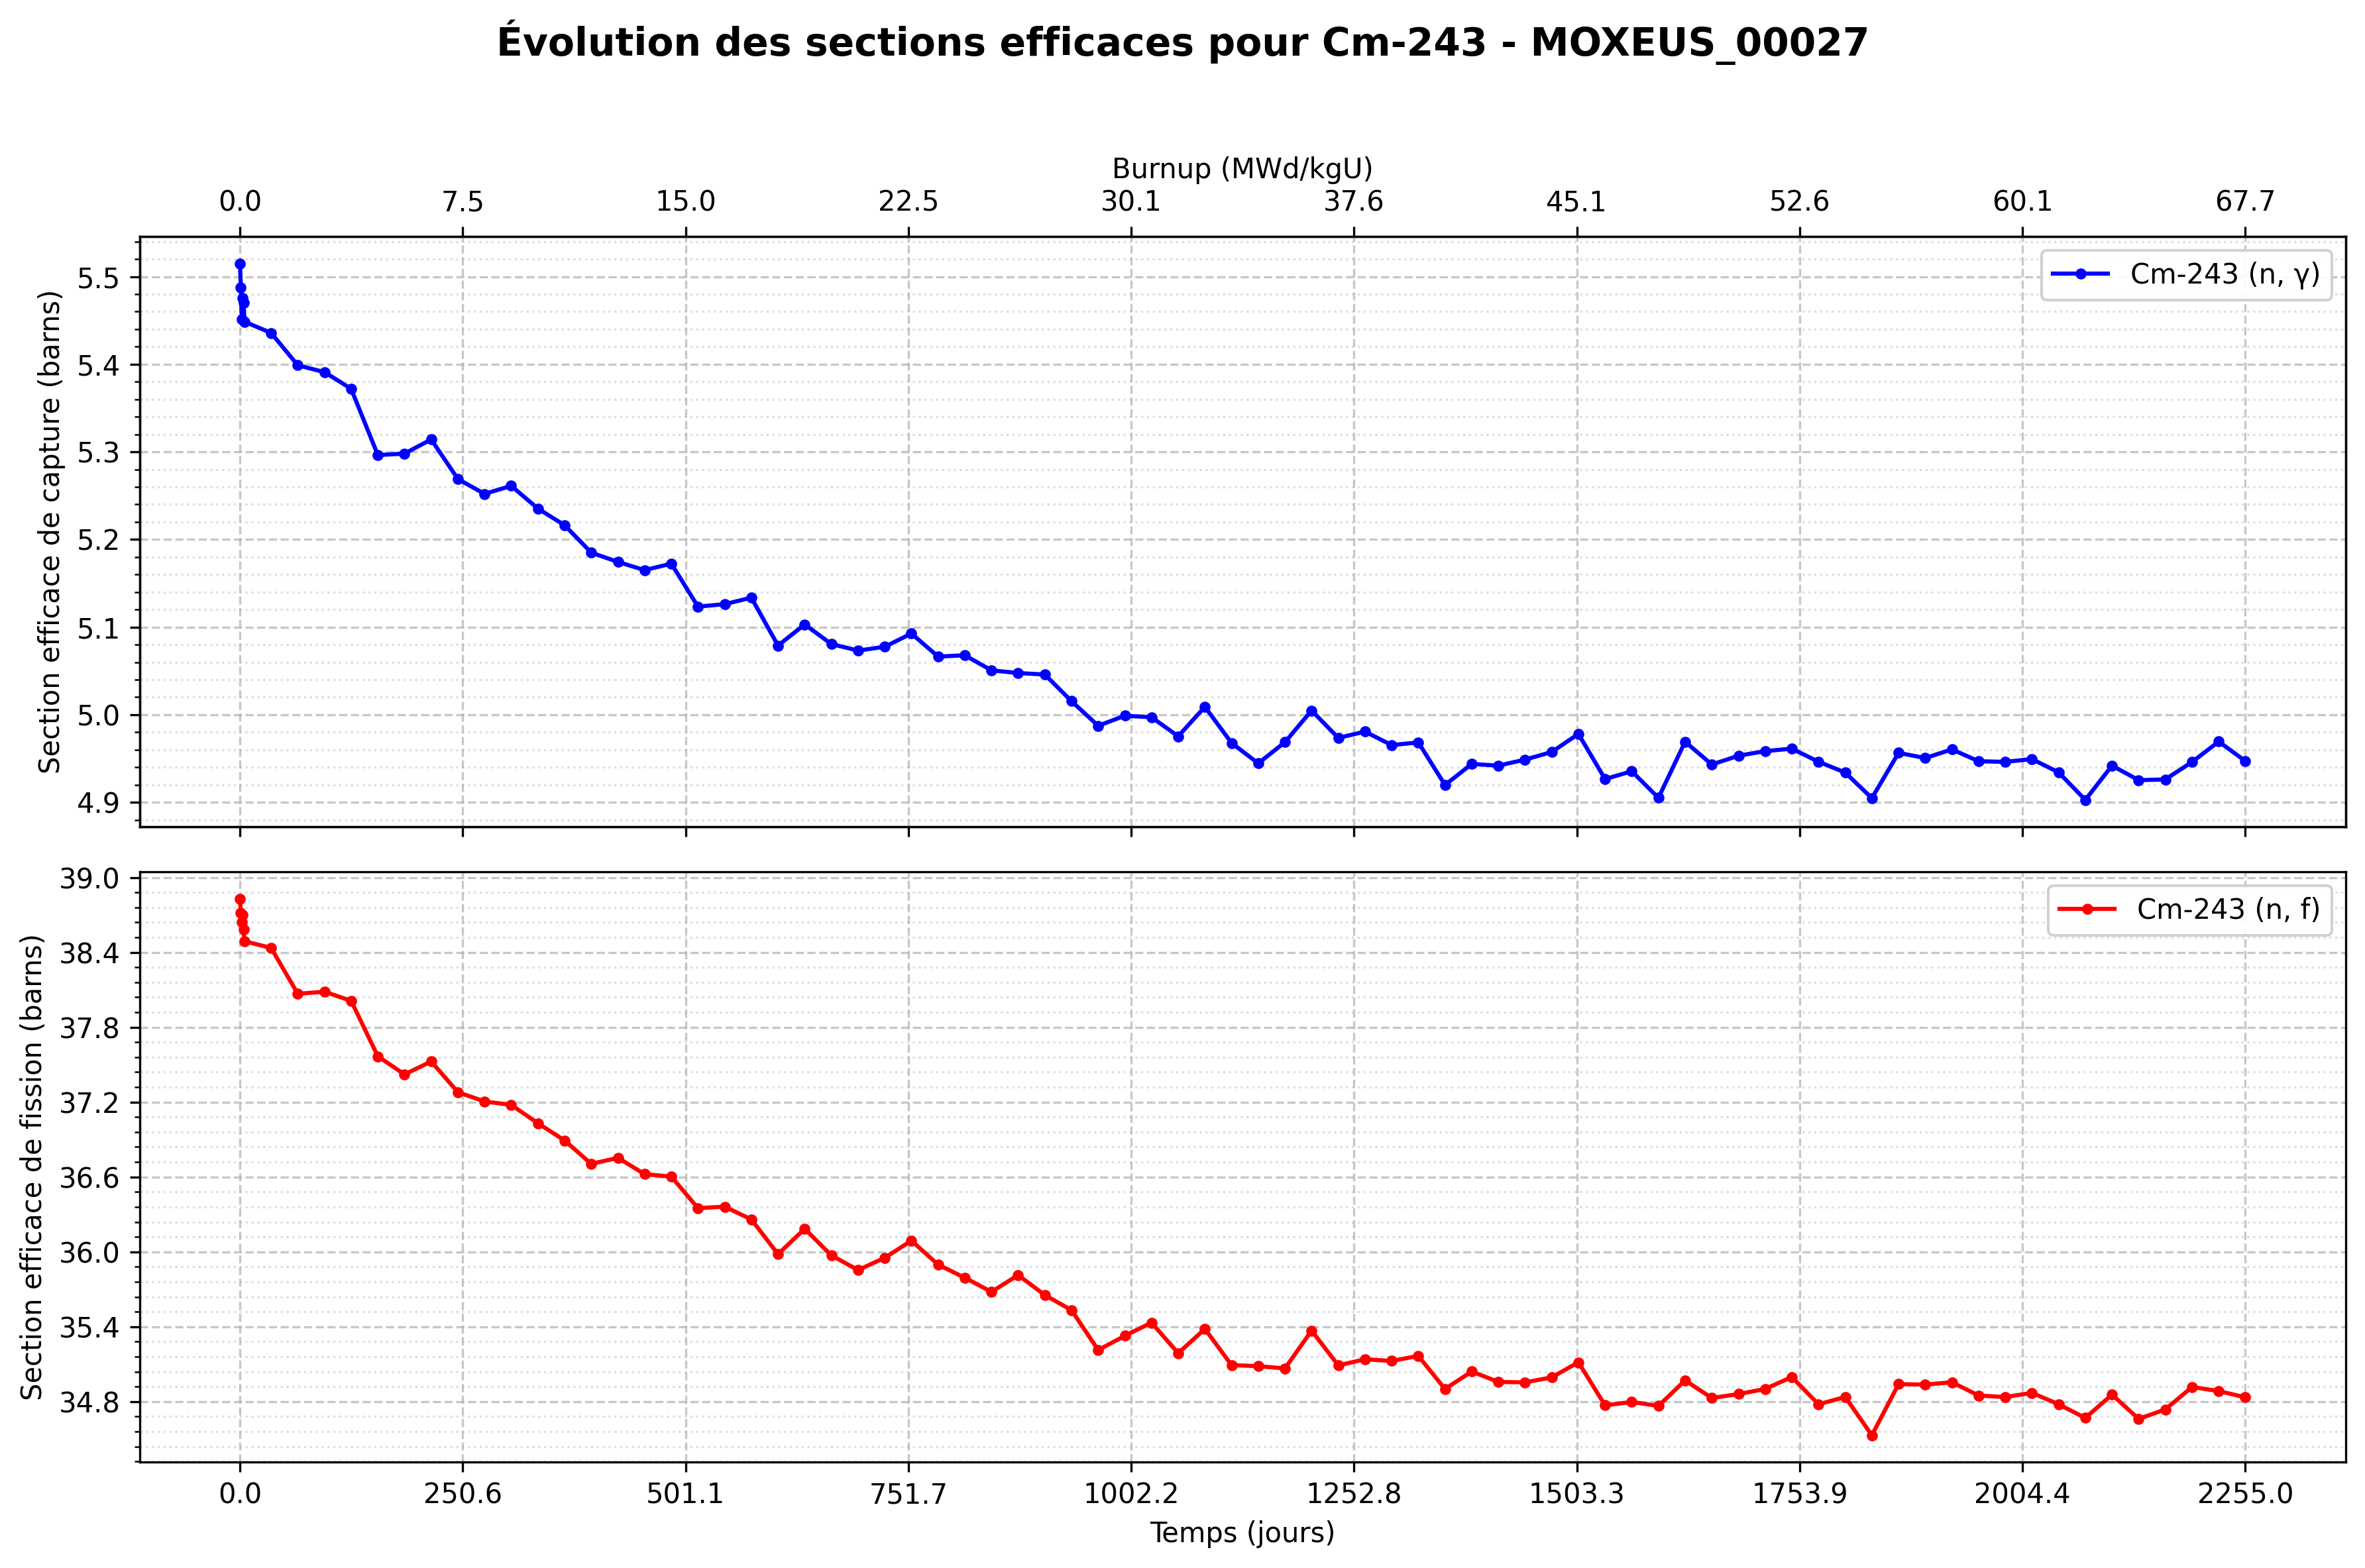 Évolution des sections efficaces pour Cm-243 - MOXEUS_00027
Burnup (MWd/kgU)
0.0 7.5 15.0 22.5 30.1 37.6 45.1 52.6 60.1 67.7
Section efficace de capture (barns)
5.5
5.4
5.3
5.2
5.1
5.0
4.9
Cm-243 (n, γ)
Section efficace de fission (barns)
39.0
38.4
37.8
37.2
36.6
36.0
35.4
34.8
Cm-243 (n, f)
0.0 250.6 501.1 751.7 1002.2 1252.8 1503.3 1753.9 2004.4 2255.0
Temps (jours)